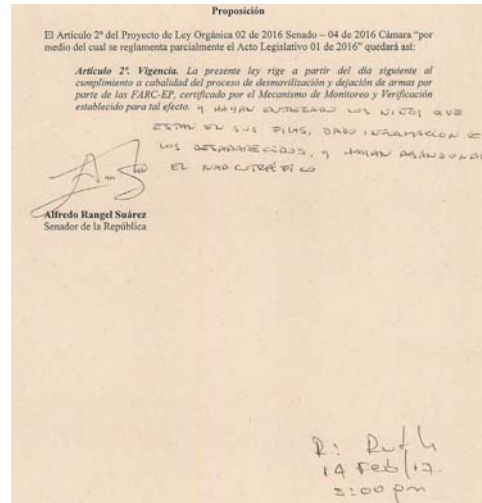 Proposición
El Artículo 2º del Proyecto de Ley Orgánica 02 de 2016 Senado – 04 de 2016 Cámara “por
medio del cual se reglamenta parcialmente el Acto Legislativo 01 de 2016” quedará así:
Artículo 2º. Vigencia. La presente ley rige a partir del día siguiente al
cumplimiento a cabalidad del proceso de desmovilización y dejación de armas por
parte de las FARC-EP, certificado por el Mecanismo de Monitoreo y Verificación
establecido para tal efecto. y HAYAN ENTREGADO LOS NIÑOS QUE
ESTAN EN SUS FILAS, DADO INFORMACION DE
LOS DESAPARECIDOS, y HAYAN ABANDONA
EL NARCOTRÁFICO
Alfredo Rangel Suárez
Senador de la República
R: Ruth
14 Feb/17.
5:00 pm